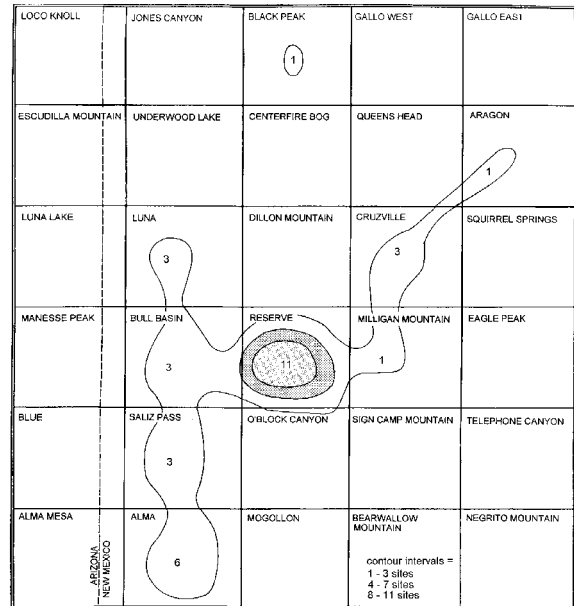 LOCO KNOLL
JONES CANYON
BLACK PEAK
GALLO WEST
GALLO EAST
1
ESCUDILLA MOUNTAIN
UNDERWOOD LAKE
CENTERFIRE BOG
QUEENS HEAD
ARAGON
1
LUNA LAKE
LUNA
DILLON MOUNTAIN
CRUZVILLE
SQUIRREL SPRINGS
3
3
MANESSE PEAK
BULL BASIN
RESERVE
MILLIGAN MOUNTAIN
EAGLE PEAK
3
11
1
BLUE
SALIZ PASS
O'BLOCK CANYON
SIGN CAMP MOUNTAIN
TELEPHONE CANYON
3
ALMA MESA
ALMA
MOGOLLON
BEARWALLOW
MOUNTAIN
NEGRITO MOUNTAIN
ARIZONA
NEW MEXICO
6
contour intervals =
1 - 3 sites
4 - 7 sites
8 - 11 sites